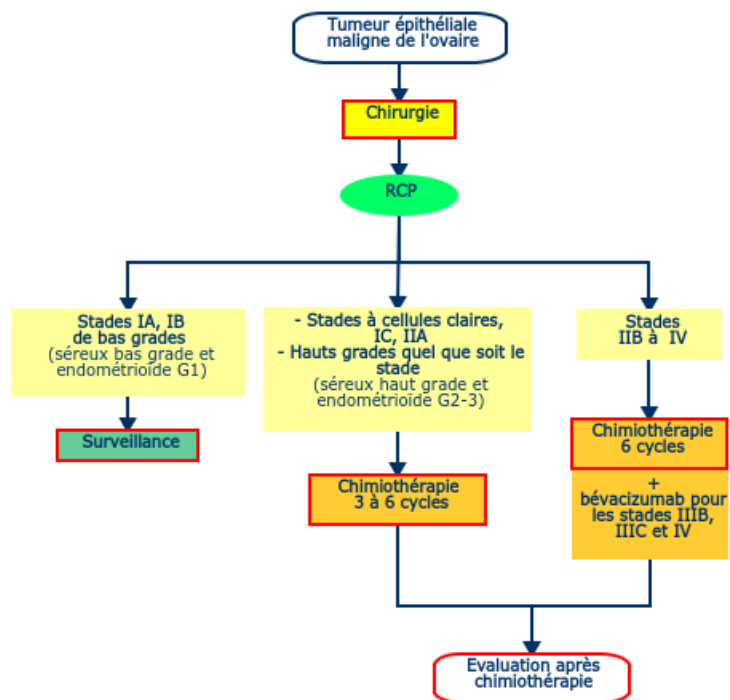 Tumeur épithéliale
maligne de l'ovaire
Chirurgie
RCP
Stades IA, IB
de bas grades
(séreux bas grade et
endométrioïde G1)
Surveillance
- Stades à cellules claires,
IC, IIA
- Hauts grades quel que soit le
stade
(séreux haut grade et
endométrioïde G2-3)
Chimiothérapie
3 à 6 cycles
Stades
IIB à IV
Chimiothérapie
6 cycles
+
bévacizumab pour
les stades IIIB,
IIIC et IV
Evaluation après
chimiothérapie